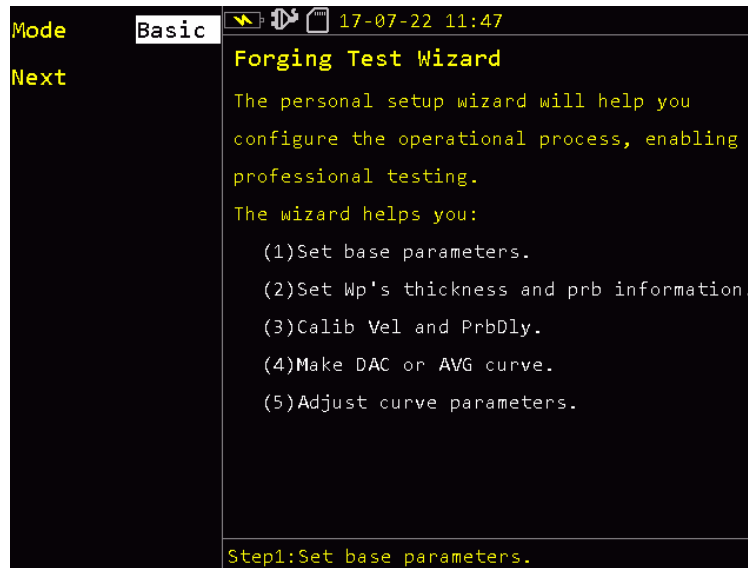 Mode Basic
Next
17-07-22 11:47
Forging Test Wizard
The personal setup wizard will help you
configure the operational process, enabling
professional testing.
The wizard helps you:
(1)Set base parameters.
(2)Set Wp's thickness and prb information.
(3)Calib Vel and PrbDly.
(4)Make DAC or AVG curve.
(5)Adjust curve parameters.
Step1:Set base parameters.